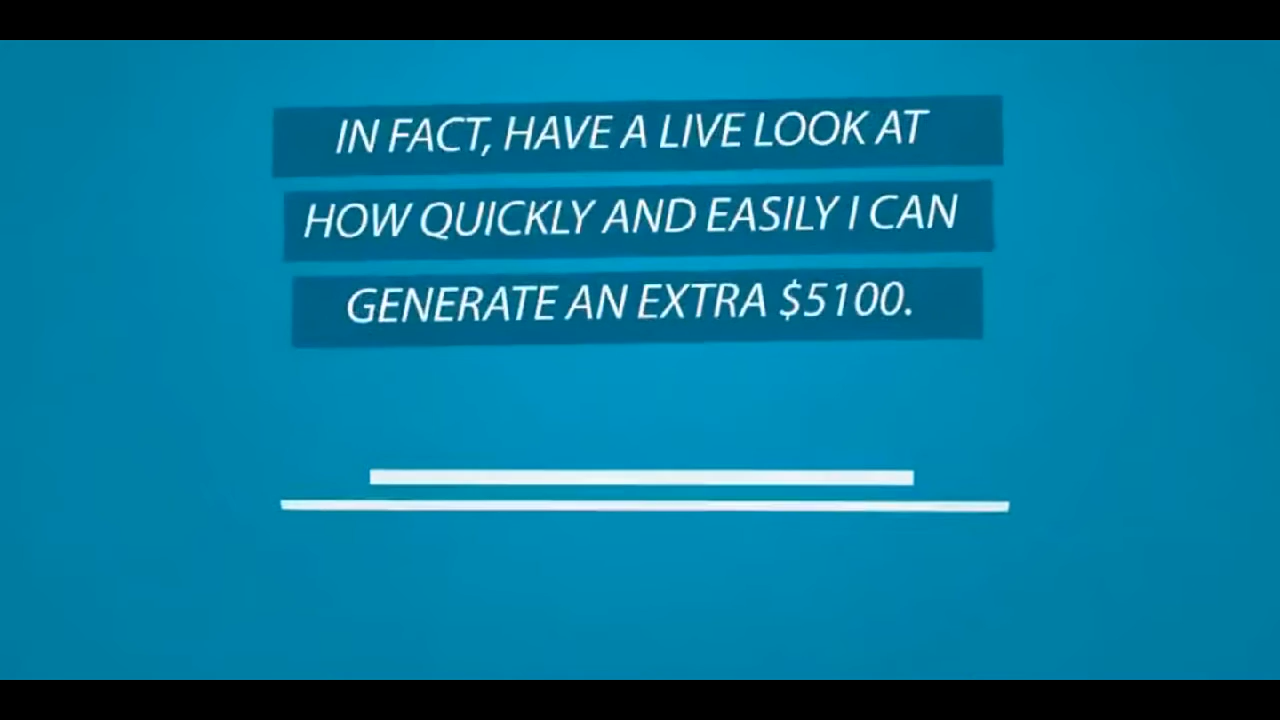 IN FACT, HAVE A LIVE LOOK AT
HOW QUICKLY AND EASILY I CAN
GENERATE AN EXTRA $5100.